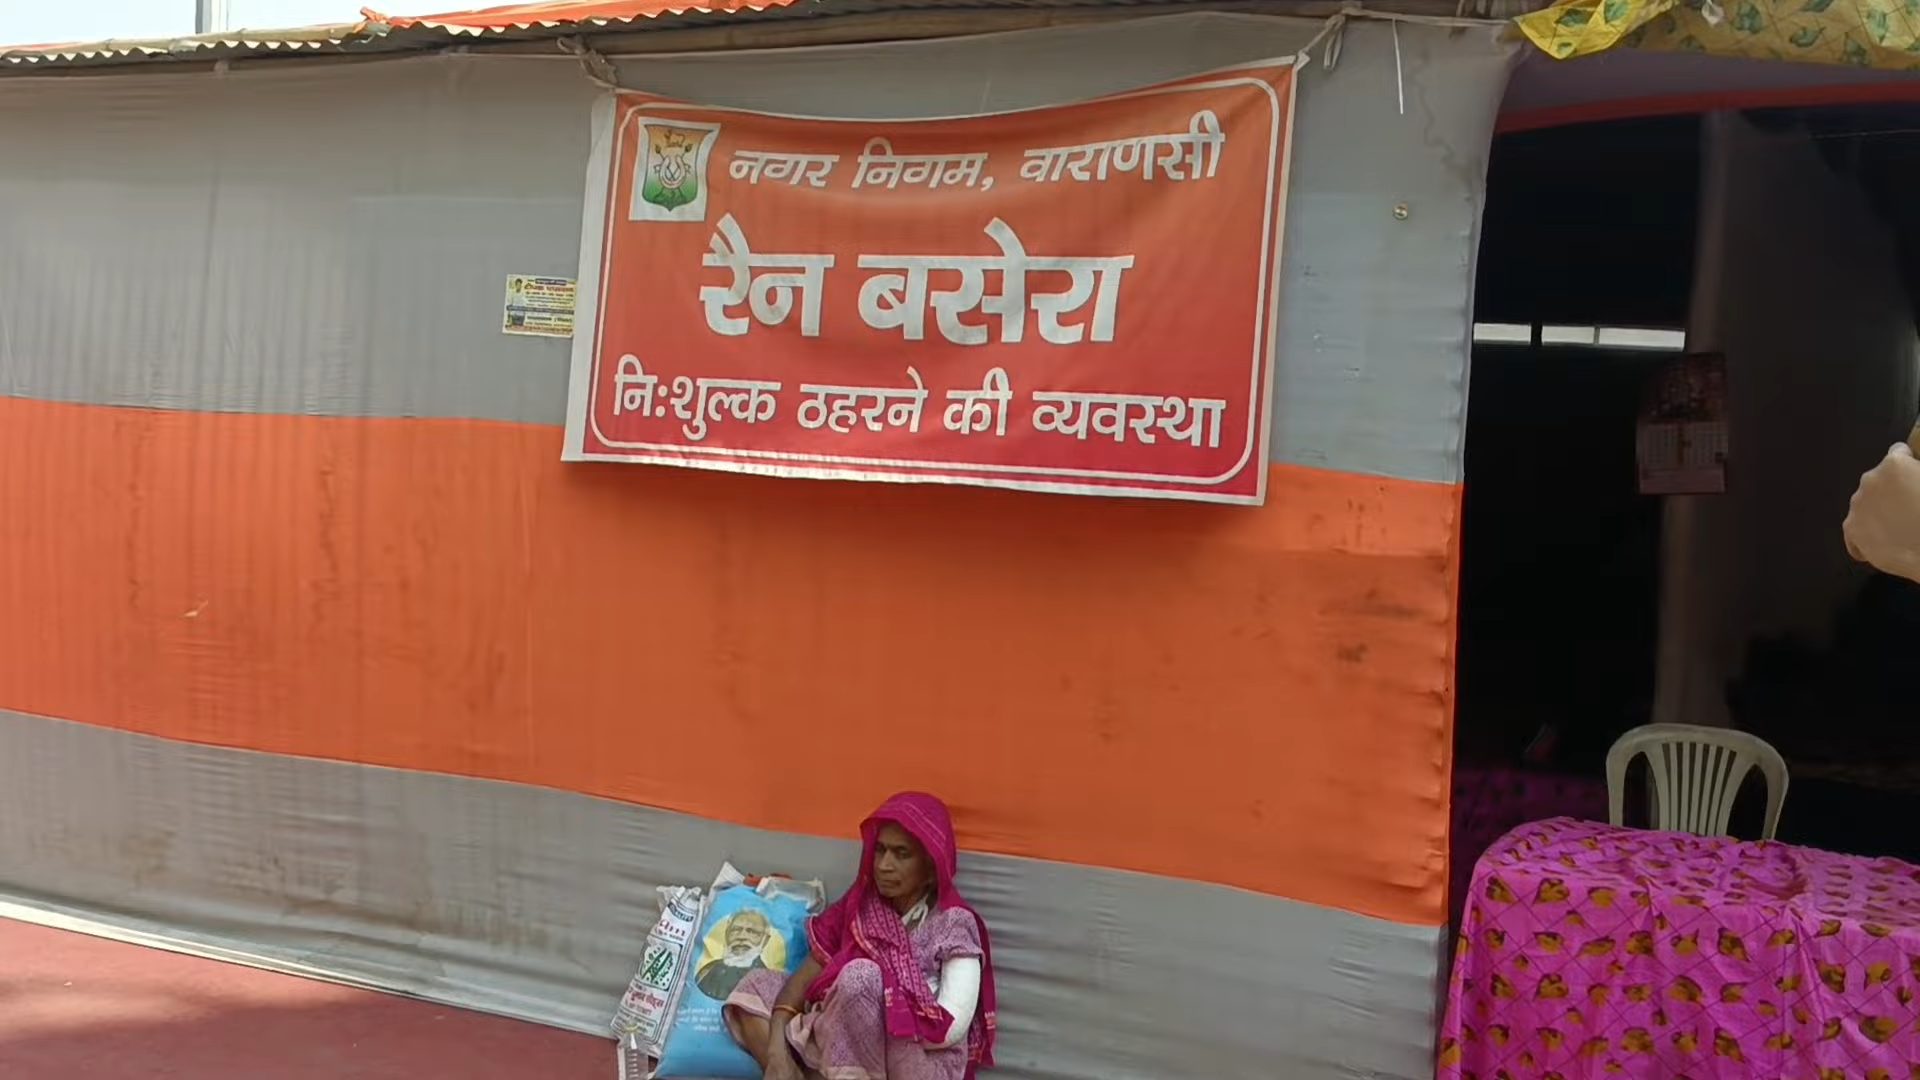 नगर निगम, वाराणसी
रैन बसेरा
नि:शुल्क ठहरने की व्यवस्था